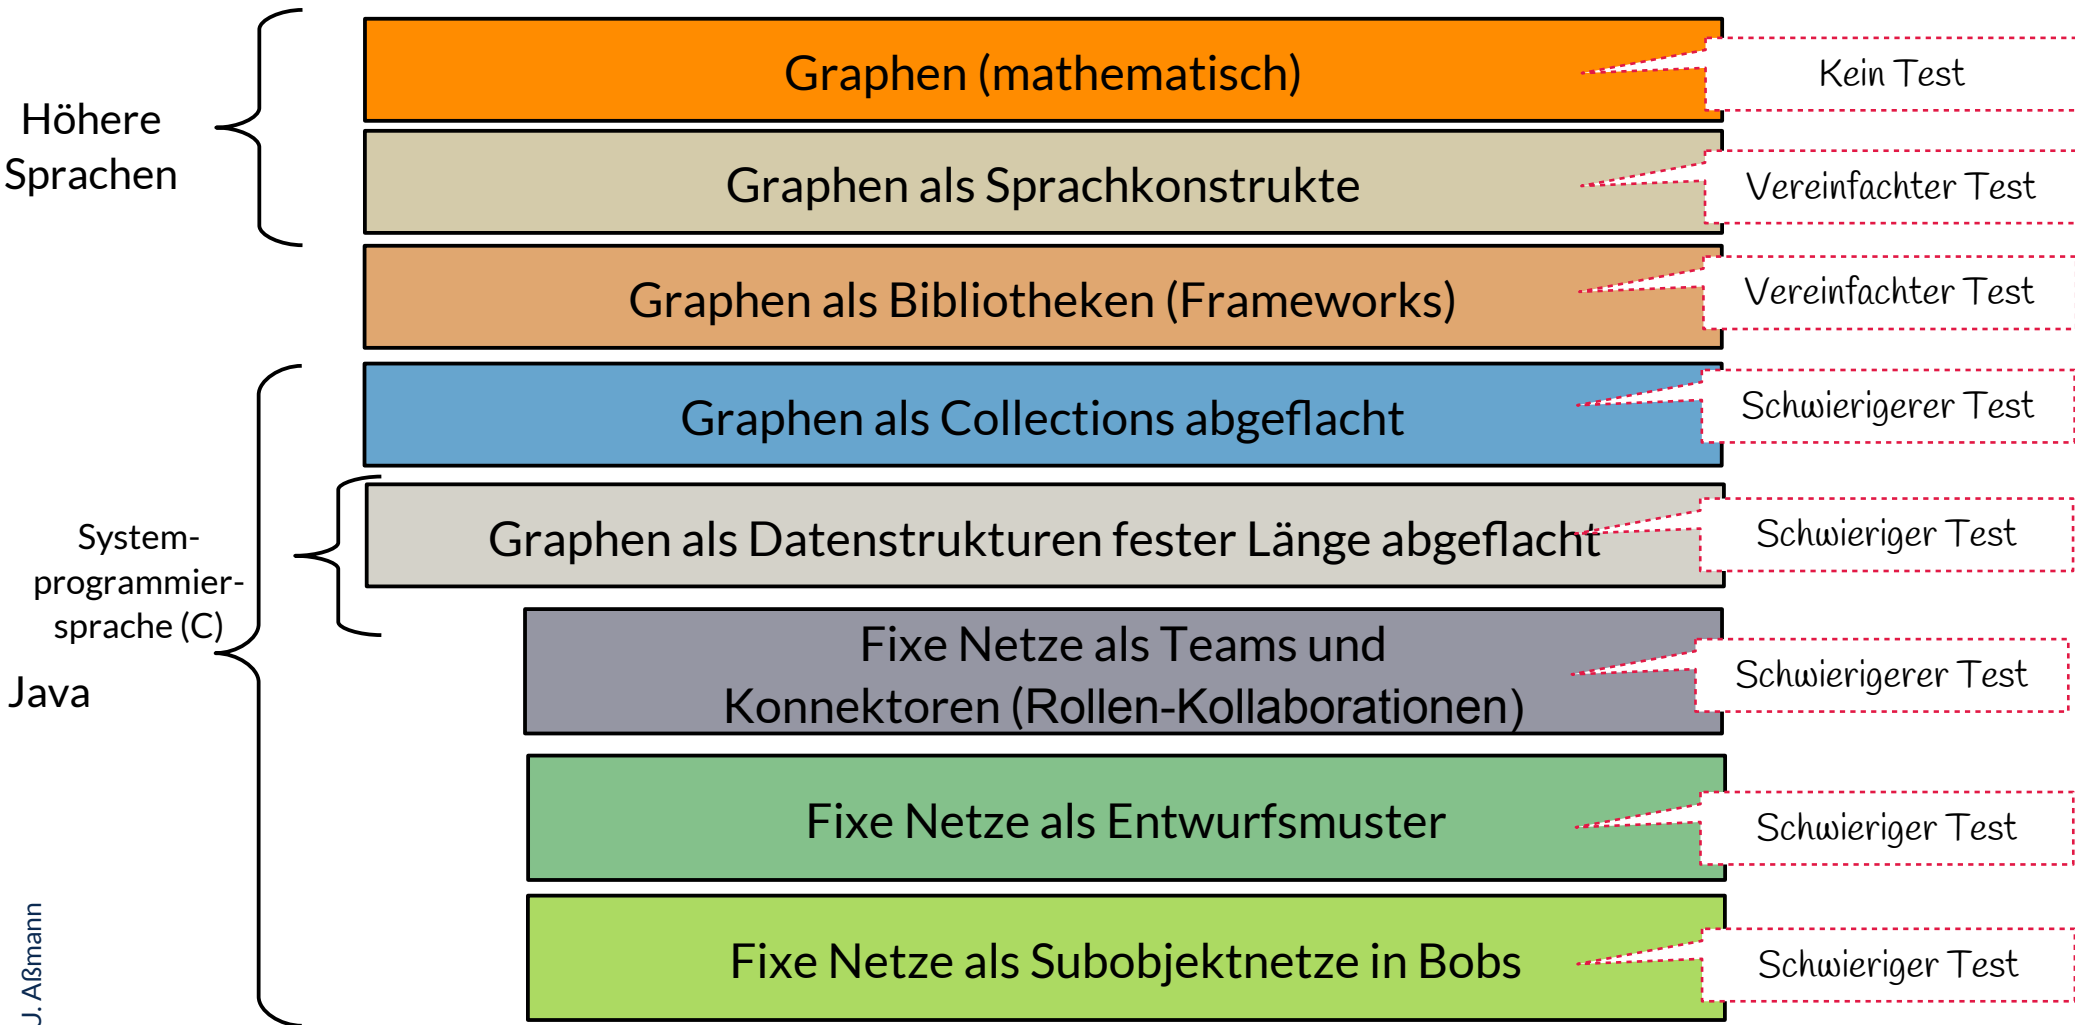 Höhere
Sprachen
Graphen (mathematisch)
Kein Test
Graphen als Sprachkonstrukte
Vereinfachter Test
Graphen als Bibliotheken (Frameworks)
Vereinfachter Test
Graphen als Collections abgeflacht
Schwierigerer Test
System-
programmier-
sprache (C)
Graphen als Datenstrukturen fester Länge abgeflacht
Schwieriger Test
Java
Fixe Netze als Teams und
Konnektoren (Rollen-Kollaborationen)
Schwierigerer Test
Fixe Netze als Entwurfsmuster
Schwieriger Test
Fixe Netze als Subobjektnetze in Bobs
Schwieriger Test
U. Aßmann